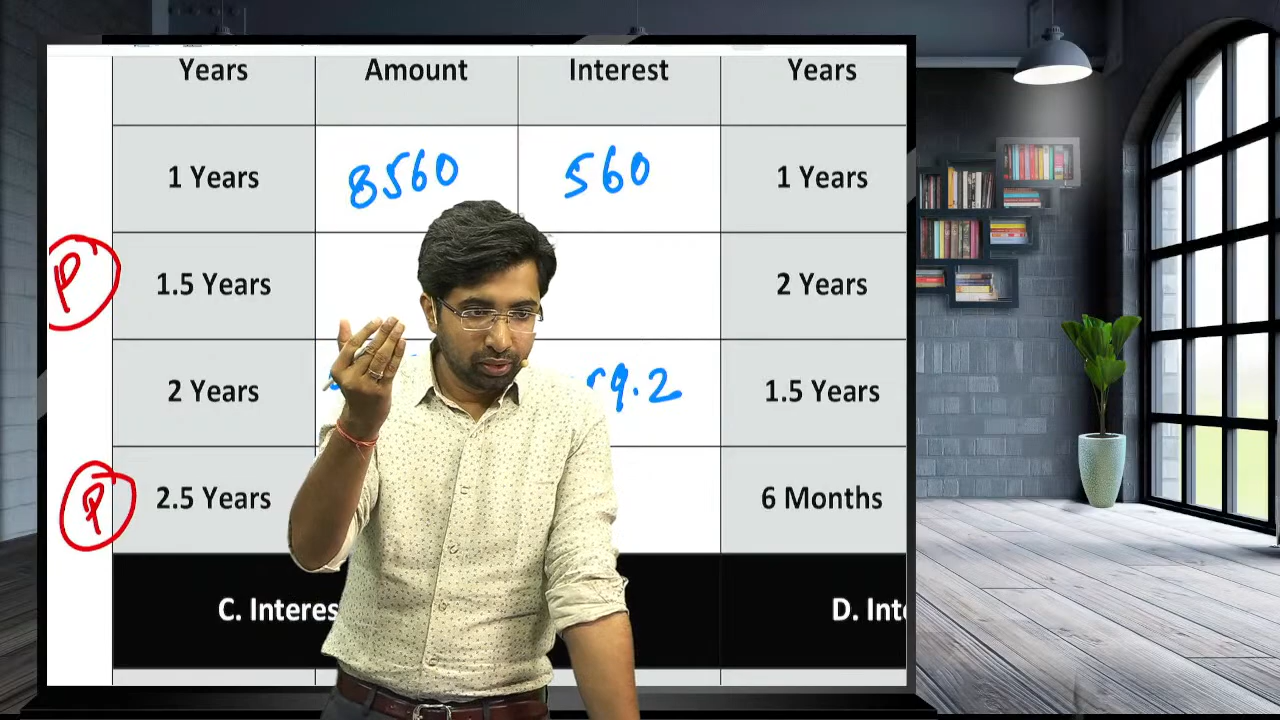 Years Amount Interest Years
1 Years 8560 560 1 Years
P 1.5 Years 2 Years
2 Years 59.2 1.5 Years
P 2.5 Years 6 Months
C. Interes D. Int